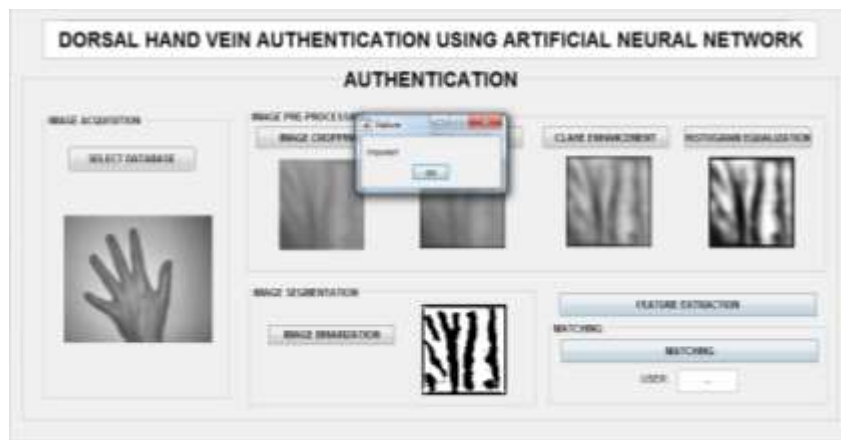 DORSAL HAND VEIN AUTHENTICATION USING ARTIFICIAL NEURAL NETWORK
AUTHENTICATION
IMAGE ACQUISITION
SELECT DATABASE
IMAGE PRE-PROCESSING
IMAGE CROPPING
CLAHE ENHANCEMENT
HISTOGRAM EQUALIZATION
OK
IMAGE SEGMENTATION
IMAGE BINARIZATION
FEATURE EXTRACTION
MATCHING
MATCHING
USER: